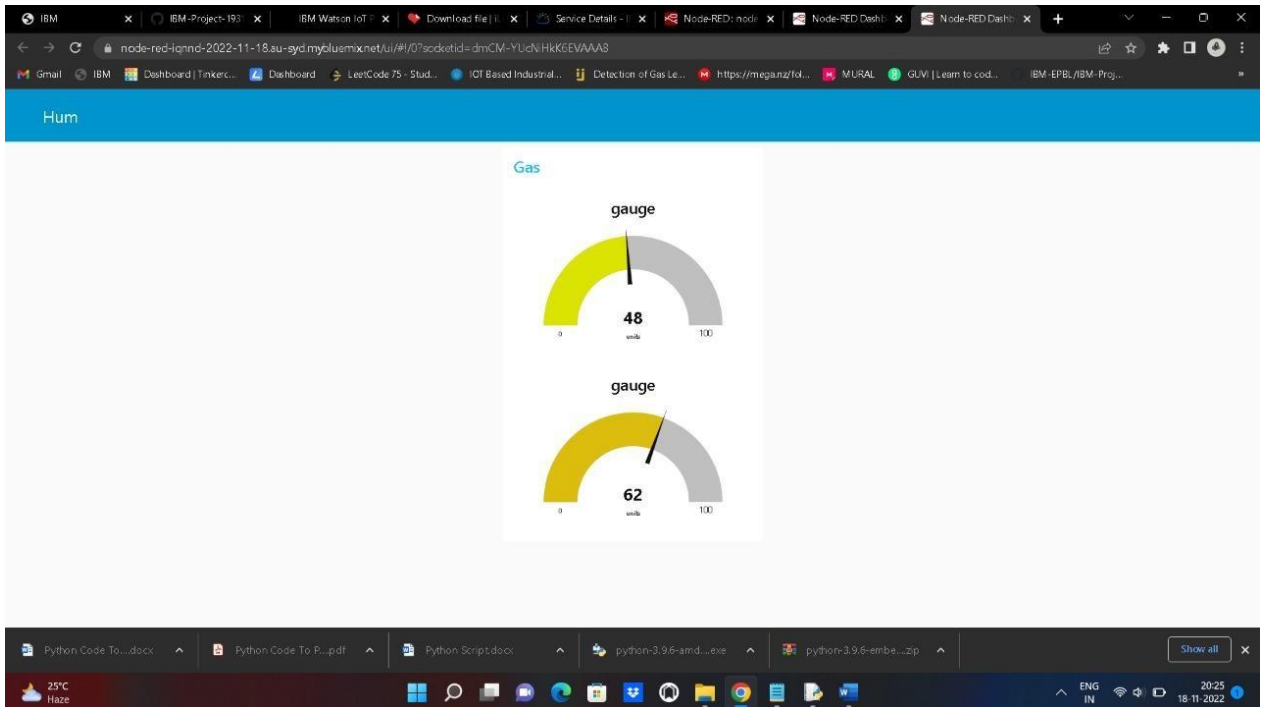 IBM
IBM-Project-193
IBM Watson IoT P
Download file | iL
Service Details - I
Node-RED: node
Node-RED Dashb
Node-RED Dashb
node-red-iqnnd-2022-11-18.au-syd.mybluemix.net/ui/#!/0?socketid=dmCM-YUcNiHkK6EVAAAB
Gmail
IBM
Dashboard | Tinkerc...
Dashboard
LeetCode 75 - Stud...
IOT Based Industrial...
Detection of Gas Le...
https://mega.nz/fol...
MURAL
GUVI | Learn to cod...
IBM-EPBL/IBM-Proj...
Hum
Gas
gauge
48
units
0
100
gauge
62
units
0
100
Python Code To....docx
Python Code To P....pdf
Python Script.docx
python-3.9.6-amd....exe
python-3.9.6-embe....zip
Show all
25°C
Haze
ENG
IN
20:25
18-11-2022